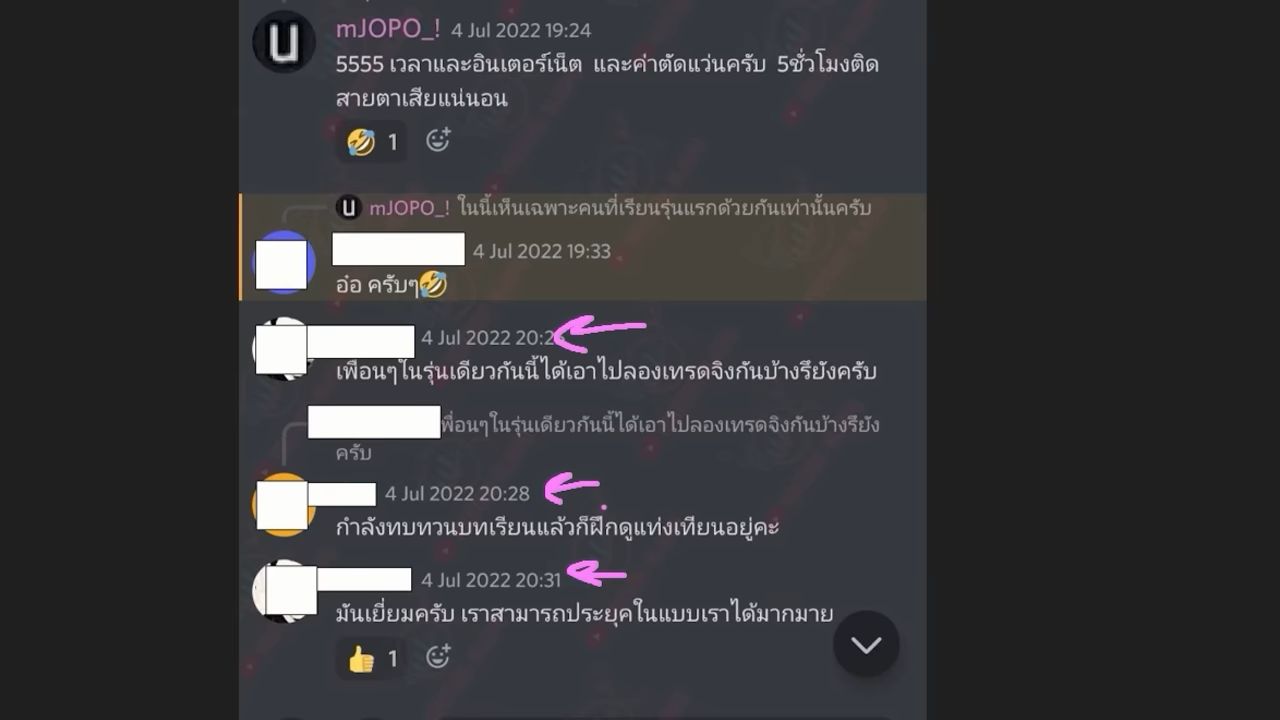 mJOPO_! 4 Jul 2022 19:24
5555 เวลาและอินเตอร์เน็ต และค่าตัดแว่นครับ 5ชั่วโมงติด
สายตาเสียแน่นอน
🤣 1
U mJOPO_! ในนี้เห็นเฉพาะคนที่เรียนรุ่นแรกด้วยกันเท่านั้นครับ
4 Jul 2022 19:33
อ๋อ ครับๆ🤣
4 Jul 2022
เพื่อนๆในรุ่นเดียวกันนี้ได้เอาไปลองเทรดจิงกันบ้างรึยังครับ
พื่อนๆในรุ่นเดียวกันนี้ได้เอาไปลองเทรดจิงกันบ้างรึยัง
ครับ
4 Jul 2022 20:28
กำลังทบทวนบทเรียนแล้วก็ฝึกดูแท่งเทียนอยู่คะ
4 Jul 2022 20:31
มันเยี่ยมครับ เราสามารถประยุคในแบบเราได้มากมาย
👍 1